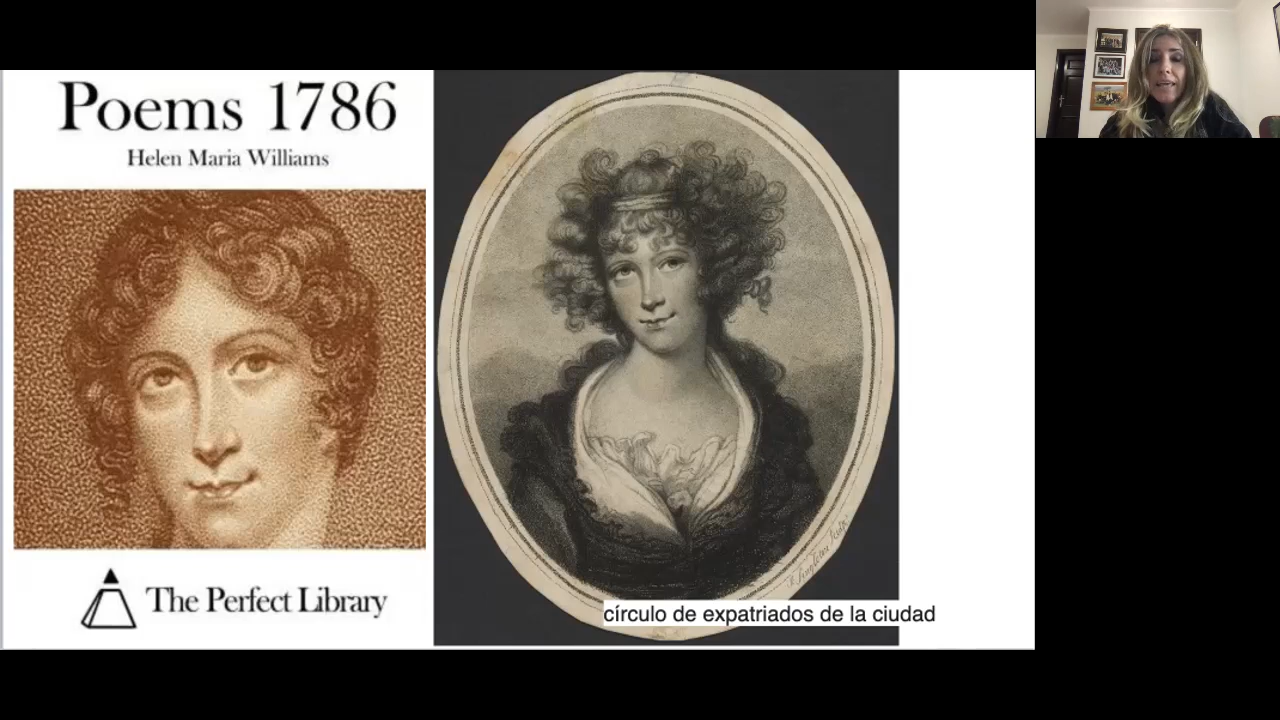 Poems 1786
Helen Maria Williams
The Perfect Library
círculo de expatriados de la ciudad